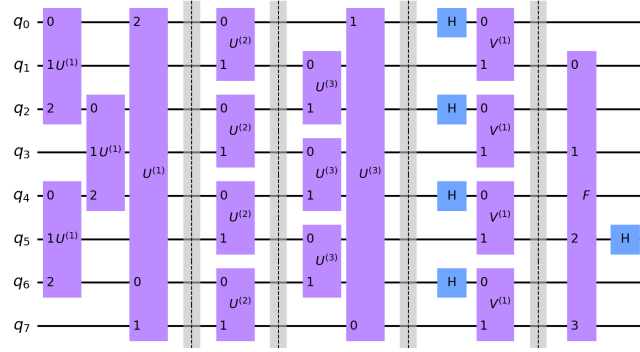 q0 0 2 0 1 H 0
U(2) V(1)
q1 1 U(1) 1 0 1 0
U(3)
q2 2 0 0 1 H 0
U(2) V(1)
q3 1 U(1) 1 0 1 1
U(1) U(3) U(3)
q4 0 2 0 1 H 0 F
U(2) V(1)
q5 1 U(1) 1 0 1 2 H
U(3)
q6 2 0 0 1 H 0
U(2) V(1)
q7 1 1 0 1 3